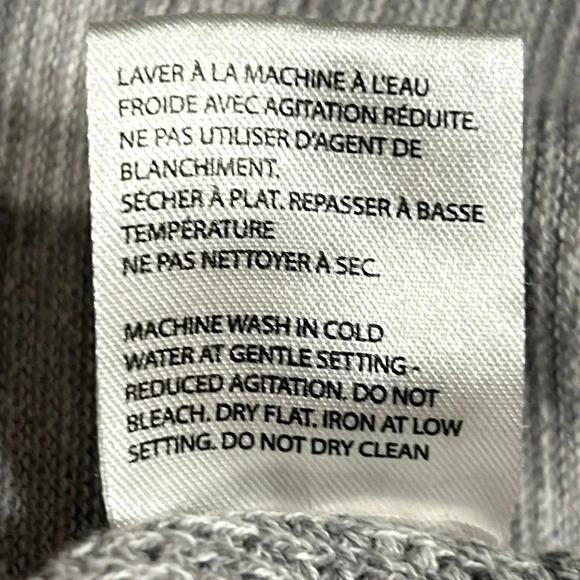 LAVER À LA MACHINE À L'EAU
FROIDE AVEC AGITATION RÉDUITE.
NE PAS UTILISER D'AGENT DE
BLANCHIMENT.
SÉCHER À PLAT. REPASSER À BASSE
TEMPÉRATURE
NE PAS NETTOYER À SEC.
MACHINE WASH IN COLD
WATER AT GENTLE SETTING -
REDUCED AGITATION. DO NOT
BLEACH. DRY FLAT. IRON AT LOW
SETTING. DO NOT DRY CLEAN